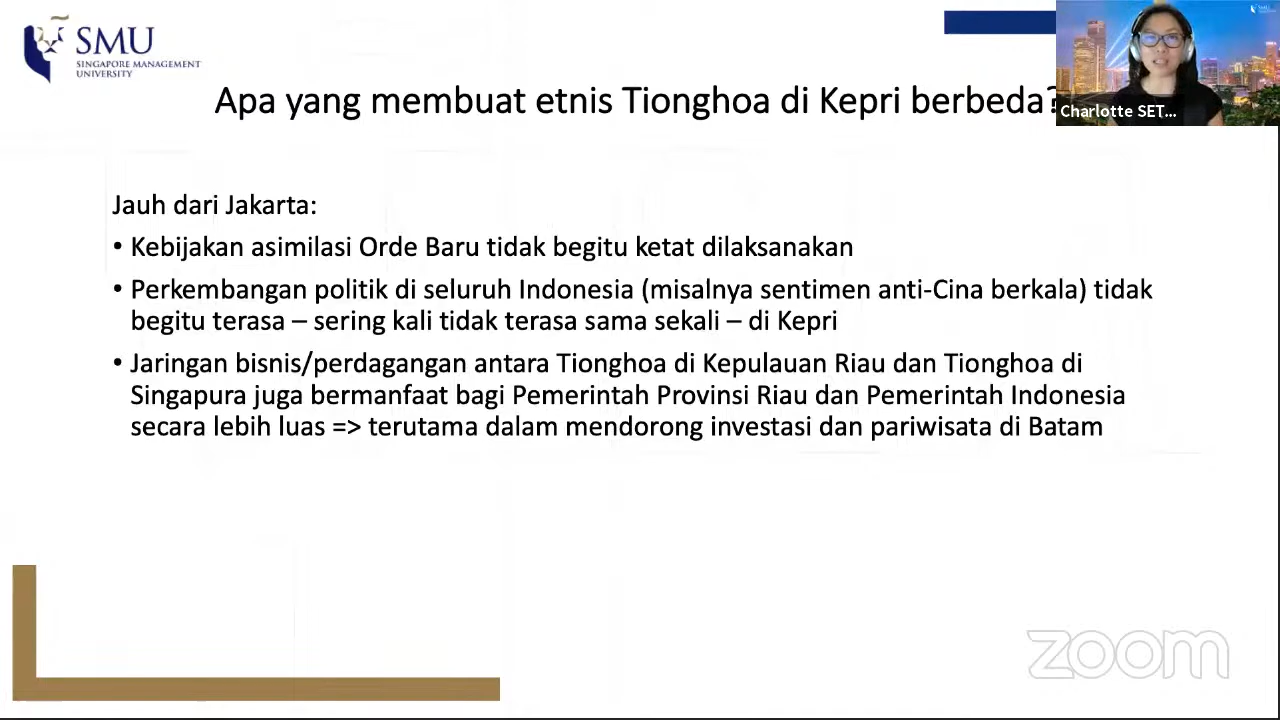 SMU
SINGAPORE MANAGEMENT
UNIVERSITY
Apa yang membuat etnis Tionghoa di Kepri berbeda?
Charlotte SET...
Jauh dari Jakarta:
• Kebijakan asimilasi Orde Baru tidak begitu ketat dilaksanakan
• Perkembangan politik di seluruh Indonesia (misalnya sentimen anti-Cina berkala) tidak
begitu terasa – sering kali tidak terasa sama sekali – di Kepri
• Jaringan bisnis/perdagangan antara Tionghoa di Kepulauan Riau dan Tionghoa di
Singapura juga bermanfaat bagi Pemerintah Provinsi Riau dan Pemerintah Indonesia
secara lebih luas => terutama dalam mendorong investasi dan pariwisata di Batam
zoom